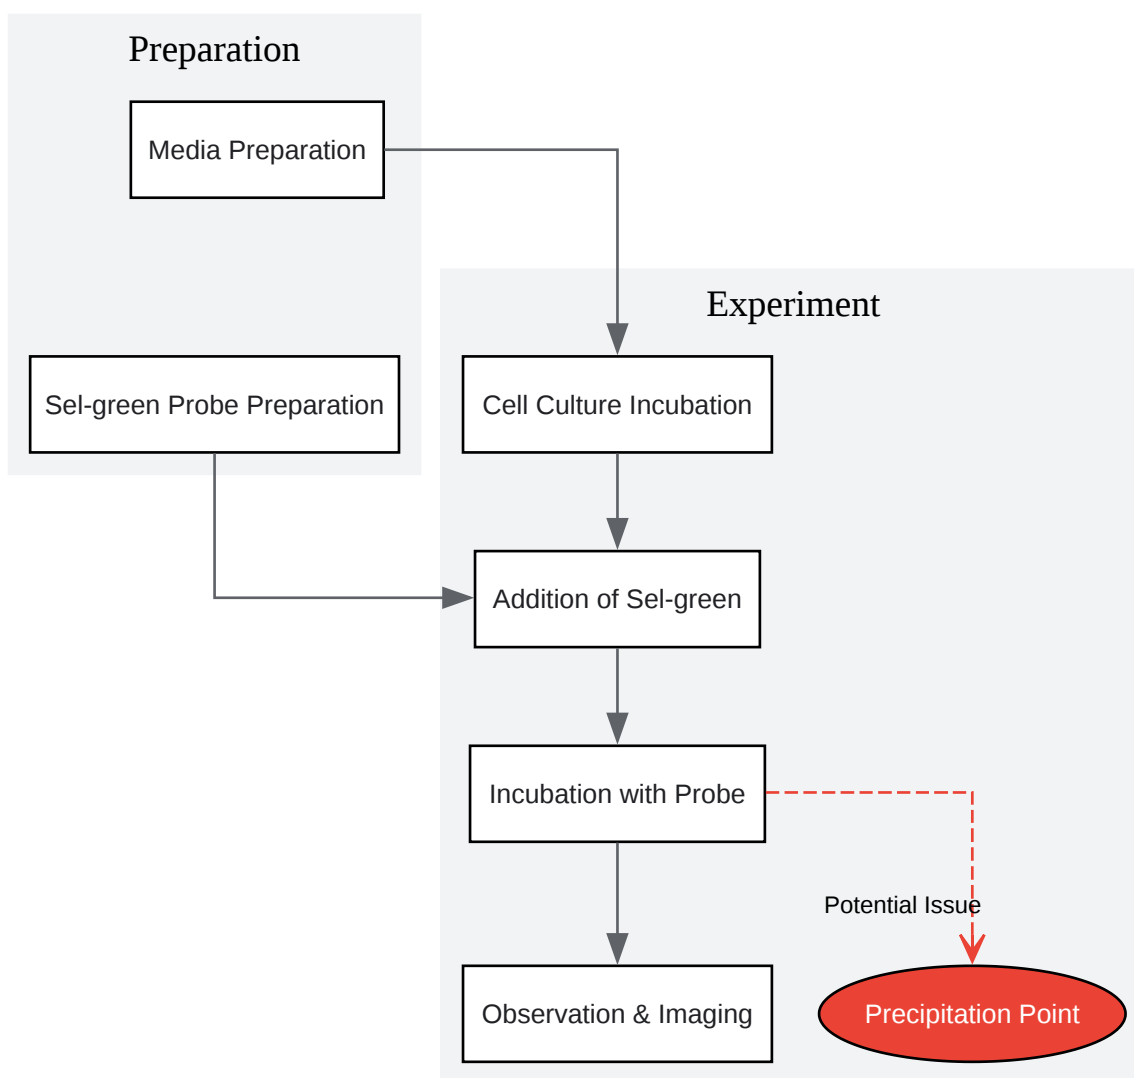 Preparation
Media Preparation
Experiment
Sel-green Probe Preparation
Cell Culture Incubation
Addition of Sel-green
Incubation with Probe
Potential Issue
Observation & Imaging
Precipitation Point